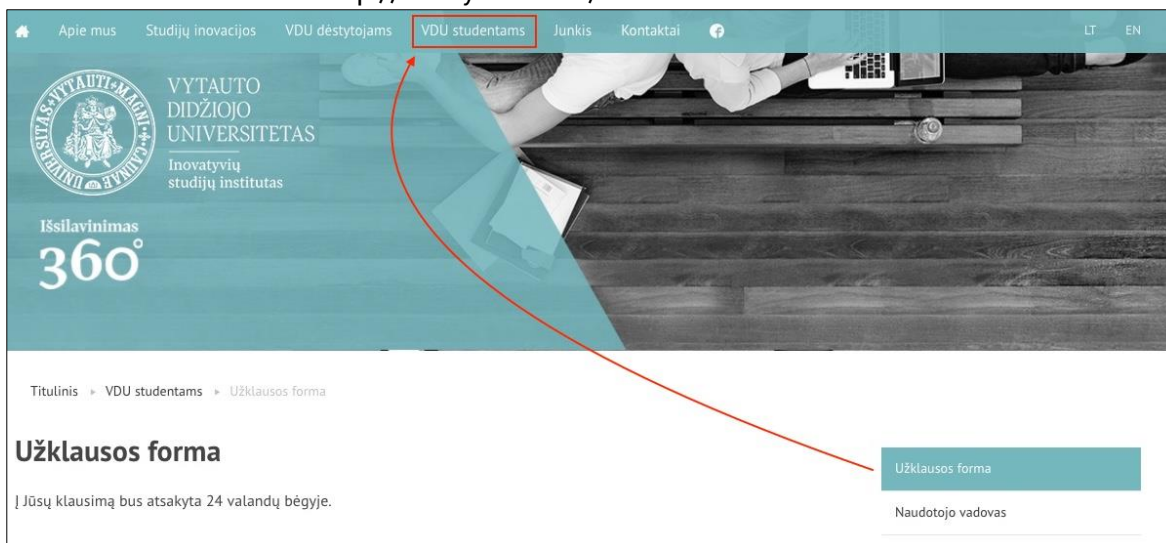 Apie mus Studijų inovacijos VDU dėstytojams VDU studentams Junkis Kontaktai LT EN
VYTAUTO
DIDŽIOJO
UNIVERSITETAS
Inovatyvių
studijų institutas
Išsilavinimas
360°
Titulinis ▸ VDU studentams ▸ Užklausos forma
Užklausos forma
Į Jūsų klausimą bus atsakyta 24 valandų bėgyje.
Užklausos forma
Naudotojo vadovas